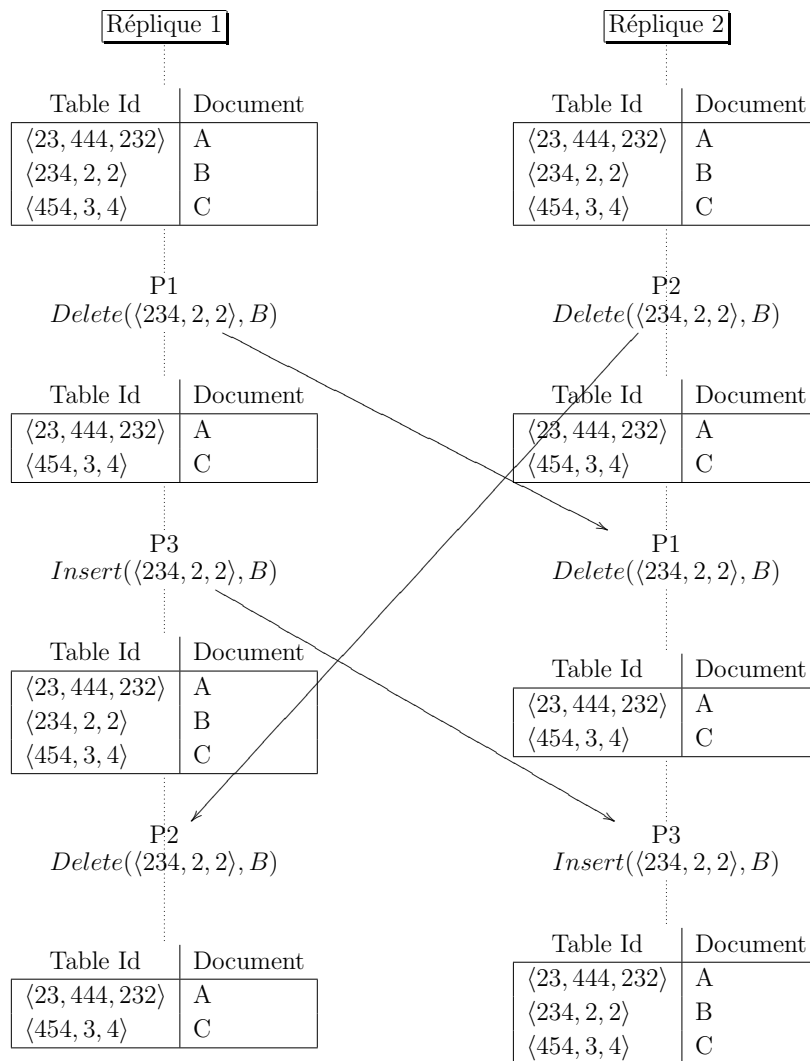 Réplique 1
Table Id Document
⟨23, 444, 232⟩ A
⟨234, 2, 2⟩ B
⟨454, 3, 4⟩ C
P1
Delete(⟨234, 2, 2⟩, B)
Table Id Document
⟨23, 444, 232⟩ A
⟨454, 3, 4⟩ C
P3
Insert(⟨234, 2, 2⟩, B)
Table Id Document
⟨23, 444, 232⟩ A
⟨234, 2, 2⟩ B
⟨454, 3, 4⟩ C
P2
Delete(⟨234, 2, 2⟩, B)
Table Id Document
⟨23, 444, 232⟩ A
⟨454, 3, 4⟩ C
Réplique 2
Table Id Document
⟨23, 444, 232⟩ A
⟨234, 2, 2⟩ B
⟨454, 3, 4⟩ C
P2
Delete(⟨234, 2, 2⟩, B)
Table Id Document
⟨23, 444, 232⟩ A
⟨454, 3, 4⟩ C
P1
Delete(⟨234, 2, 2⟩, B)
Table Id Document
⟨23, 444, 232⟩ A
⟨454, 3, 4⟩ C
P3
Insert(⟨234, 2, 2⟩, B)
Table Id Document
⟨23, 444, 232⟩ A
⟨234, 2, 2⟩ B
⟨454, 3, 4⟩ C